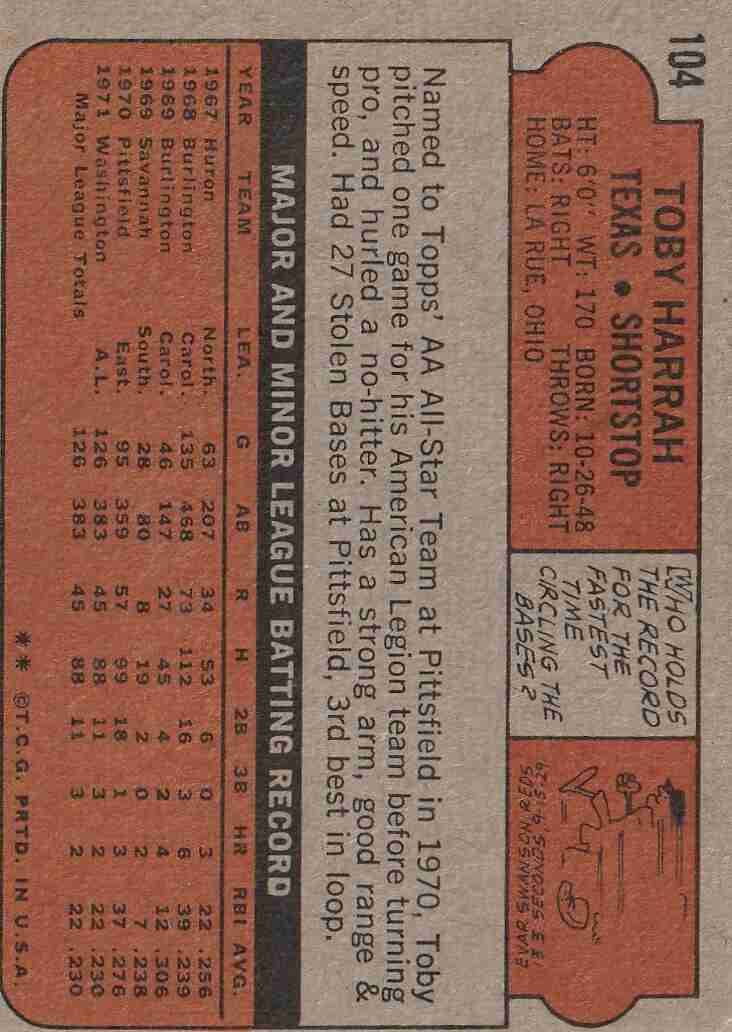 104
TOBY HARRAH
TEXAS • SHORTSTOP
HT: 6'0" WT: 170 BORN: 10-26-48
BATS: RIGHT THROWS: RIGHT
HOME: LA RUE, OHIO
WHO HOLDS
THE RECORD
FOR THE
FASTEST
TIME
CIRCLING THE
BASES?
EVAR SWANSON, REDS
13.3 SECONDS, 9-15-29
Named to Topps' AA All-Star Team at Pittsfield in 1970, Toby
pitched one game for his American Legion team before turning
pro, and hurled a no-hitter. Has a strong arm, good range &
speed. Had 27 Stolen Bases at Pittsfield, 3rd best in loop.
MAJOR AND MINOR LEAGUE BATTING RECORD
YEAR TEAM LEA. G AB R H 2B 3B HR RBI AVG.
1967 Huron North. 63 207 34 53 6 0 3 22 .256
1968 Burlington Carol. 135 468 73 112 16 3 6 39 .239
1969 Burlington Carol. 46 147 27 45 4 2 4 12 .306
1969 Savannah South. 28 80 8 19 2 0 2 7 .238
1970 Pittsfield East. 95 359 57 99 18 1 3 37 .276
1971 Washington A.L. 126 383 45 88 11 3 2 22 .230
Major League Totals 126 383 45 88 11 3 2 22 .230
** ©T.C.G. PRTD. IN U.S.A.